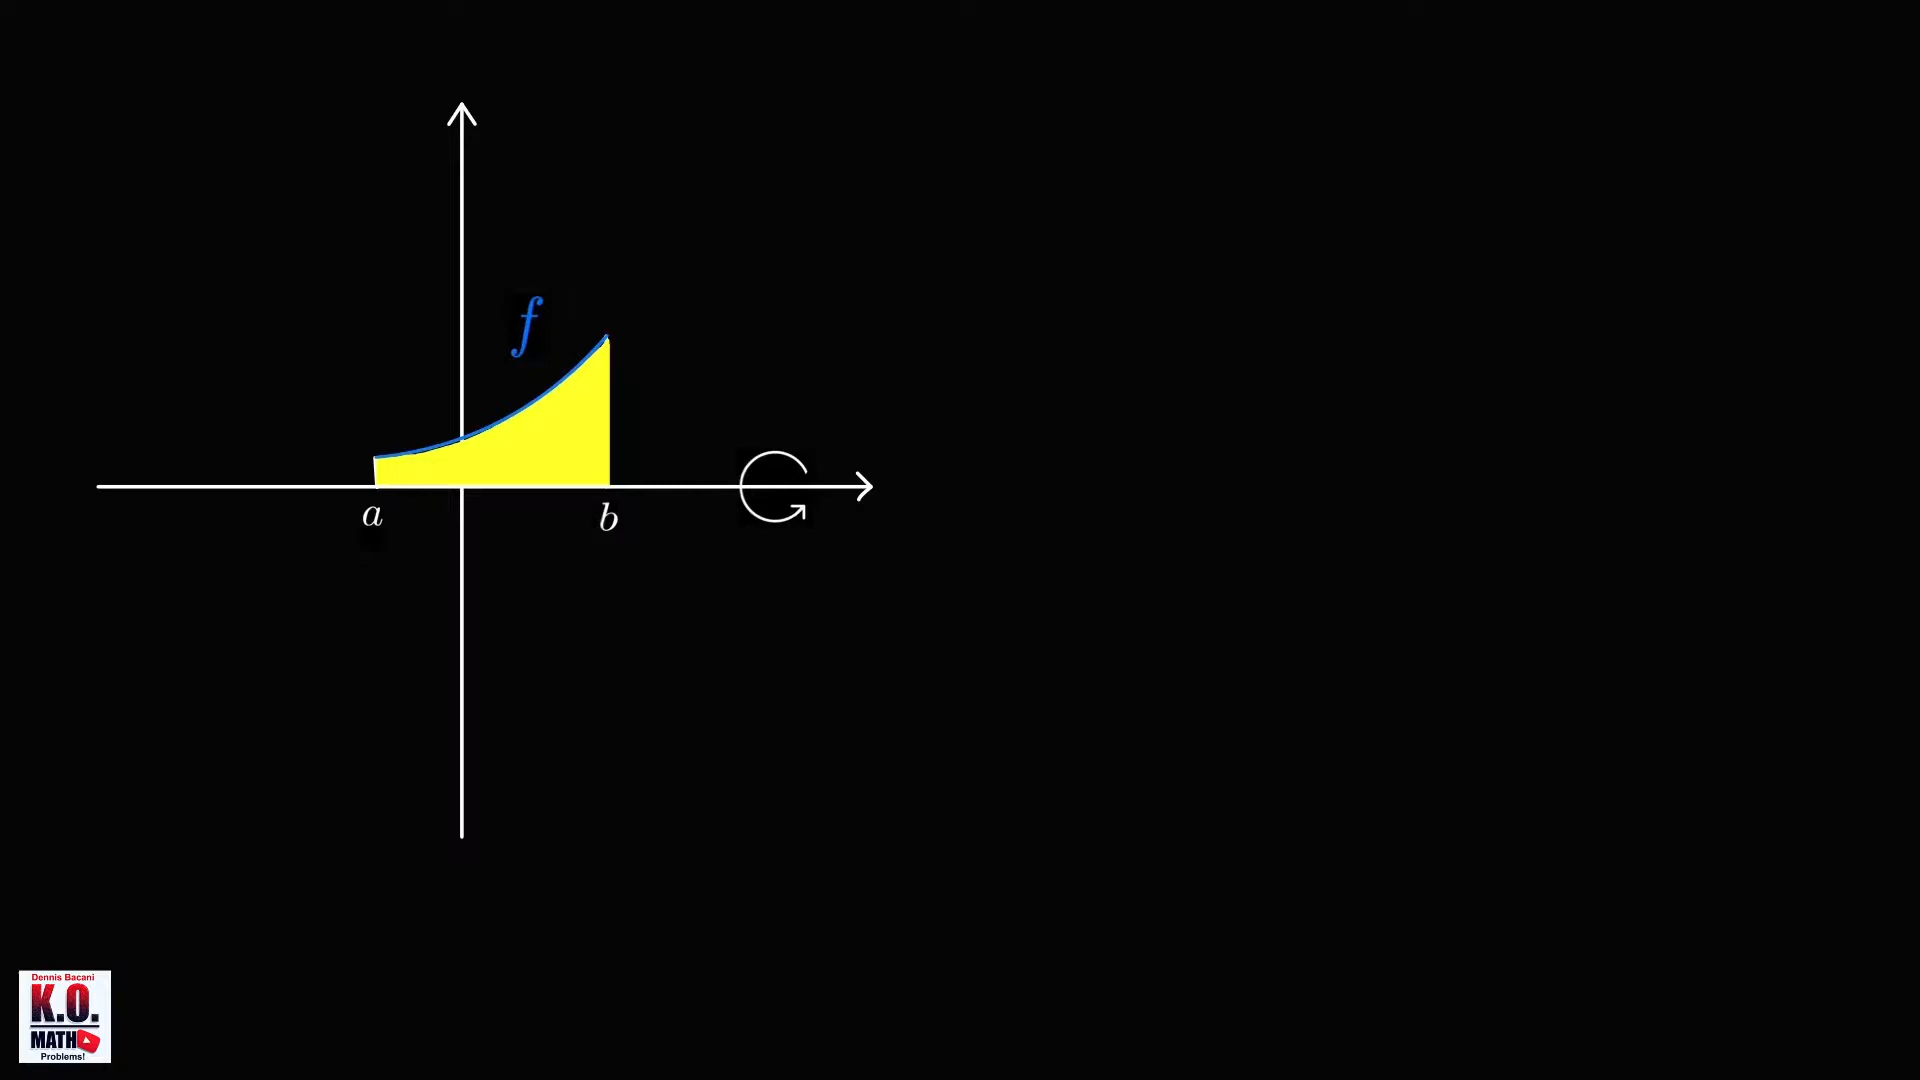 f
a
b
Dennis Bacani
K.O.
MATH
Problems!